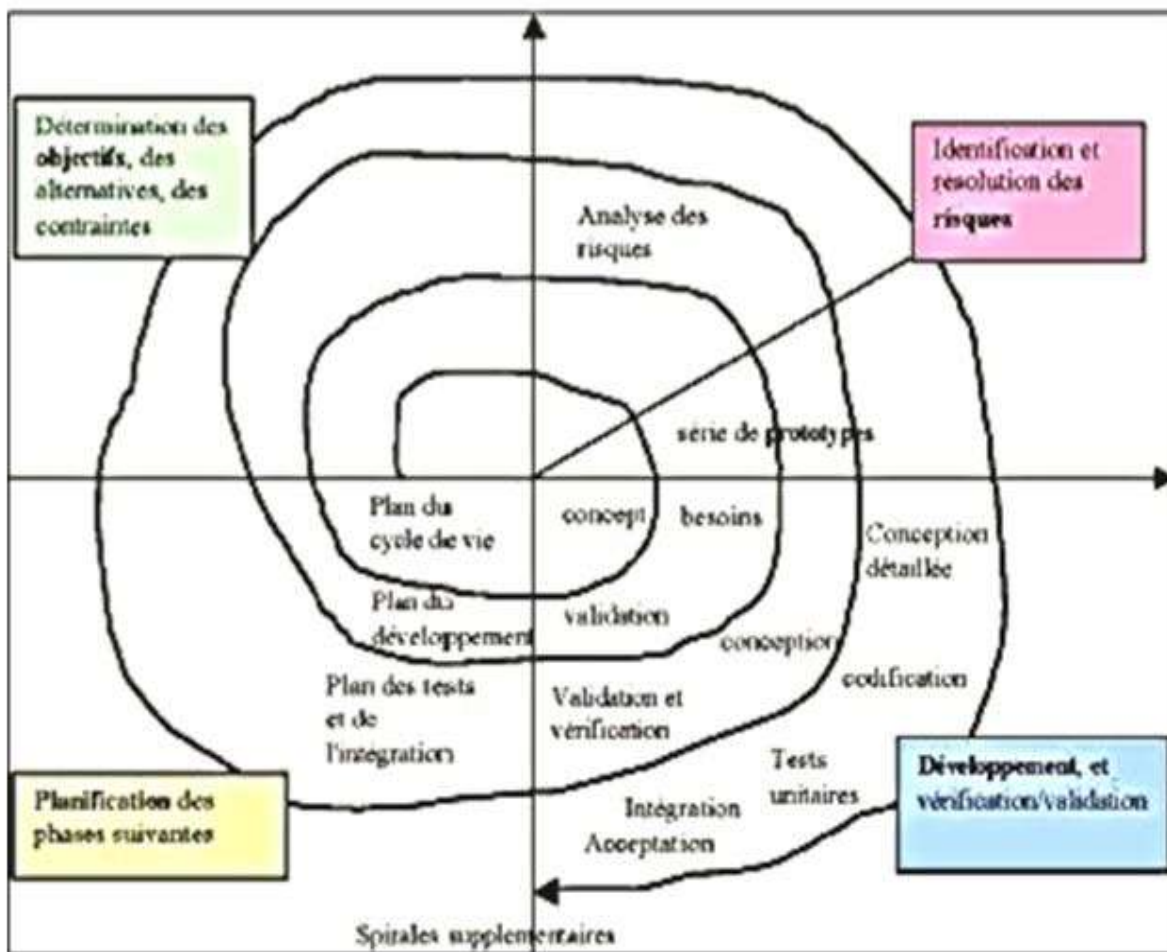 Détermination des
objectifs, des
alternatives, des
contraintes
Identification et
resolution des
risques
Analyse des
risques
série de prototypes
Plan du
cycle de vie
concept
besoins
Conception
détaillée
Plan du
développement
validation
conception
codification
Plan des tests
et de
l'intégration
Validation et
vérification
Tests
unitaires
Intégration
Acceptation
Planification des
phases suivantes
Développement, et
vérification/validation
Spirales supplementaires